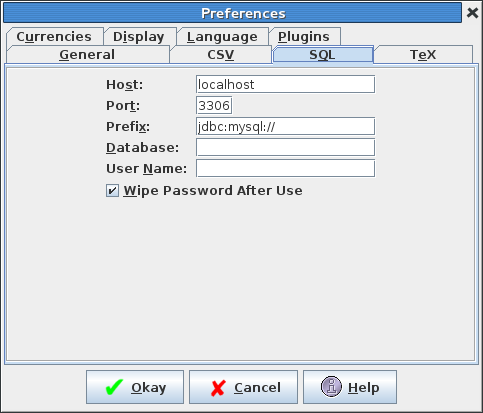 Preferences
Currencies Display Language Plugins
General CSV SQL TeX
Host: localhost
Port: 3306
Prefix: jdbc:mysql://
Database:
User Name:
Wipe Password After Use
Okay Cancel Help